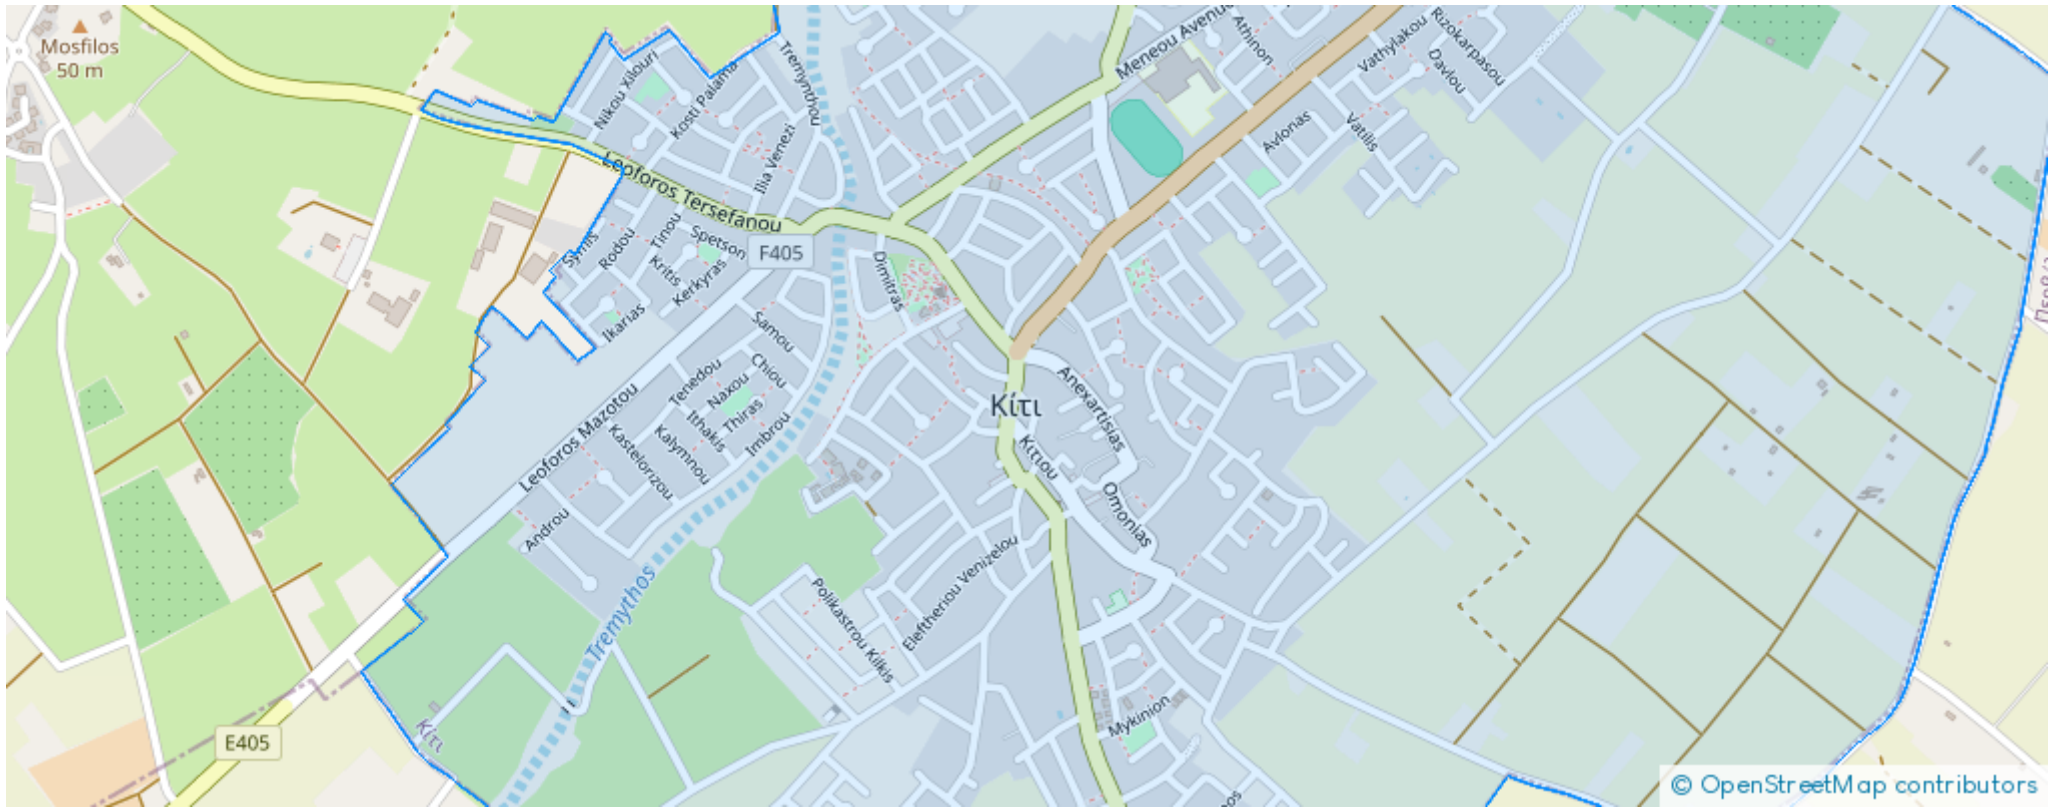 Mosfilos
50 m
Nikou Xilouri
Kosti Palama
Tremynthou
Ilia Venezi
Meneou Avenue
Athinon
Vathylakou
Rizokarpasou
Davlou
Avlonas
Vatilis
Leoforos Tersefanou
F405
Symis
Rodou
Tinou
Spetson
Kritis
Kerkyras
Ikarias
Dimitras
Samou
Chiou
Tenedou
Naxou
Thiras
Ithakis
Imbrou
Kalymnou
Kastelorizou
Leoforos Mazotou
Androu
Κίτι
Anexartisias
Κιτιου
Omonias
Eleftheriou Venizelou
Polikastrou Kilkis
Tremythos
Mykinion
Κίτι
E405
© OpenStreetMap contributors